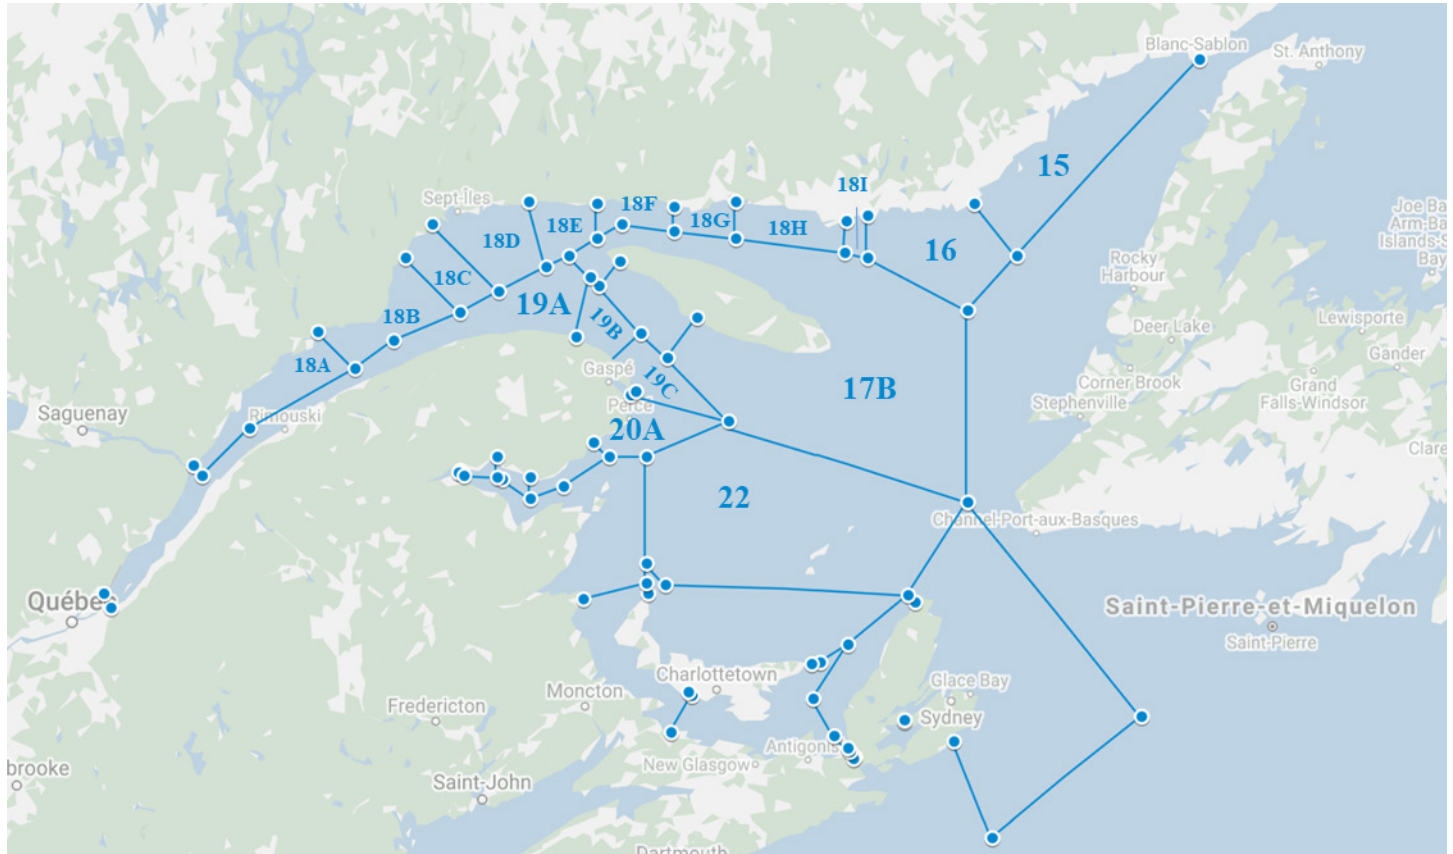 Blanc-Sablon
St. Anthony
15
18I
Sept-Îles
18F
18G
18H
18E
18D
16
18C
19A
18B
19B
18A
Rocky
Harbour
Deer Lake
Lewisporte
Gander
Corner Brook
Grand
Falls-Windsor
Stephenville
Gaspé
19C
17B
Percé
20A
Saguenay
Rimouski
22
Channel-Port-aux-Basques
Québec
Saint-Pierre-et-Miquelon
Saint-Pierre
Charlottetown
Moncton
Fredericton
Glace Bay
Sydney
Antigonis
New Glasgow
brooke
Saint-John
Dartmouth
Joe Ba
Arm-Ba
Islands-S
Bay
Clare